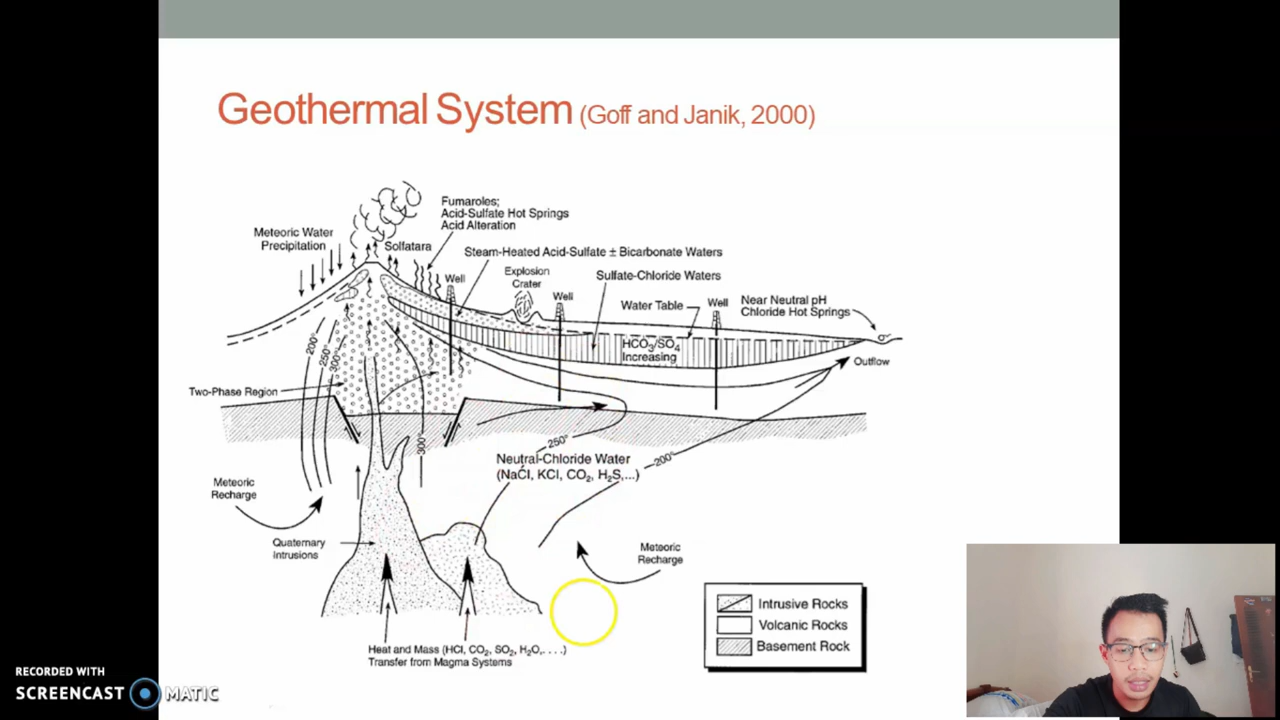 Geothermal System (Goff and Janik, 2000)
Fumaroles;
Acid-Sulfate Hot Springs
Acid Alteration
Meteoric Water
Precipitation
Solfatara
Steam-Heated Acid-Sulfate ± Bicarbonate Waters
Well
Explosion
Crater
Sulfate-Chloride Waters
Well
Water Table
Well
Near Neutral pH
Chloride Hot Springs
200°
250°
300°
HCO3/SO4
Increasing
Outflow
Two-Phase Region
300°
250°
200°
Neutral-Chloride Water
(NaCl, KCl, CO2, H2S,...)
Meteoric
Recharge
Quaternary
Intrusions
Meteoric
Recharge
Intrusive Rocks
Volcanic Rocks
Basement Rock
Heat and Mass (HCl, CO2, SO2, H2O,. . . .)
Transfer from Magma Systems
RECORDED WITH
SCREENCAST MATIC